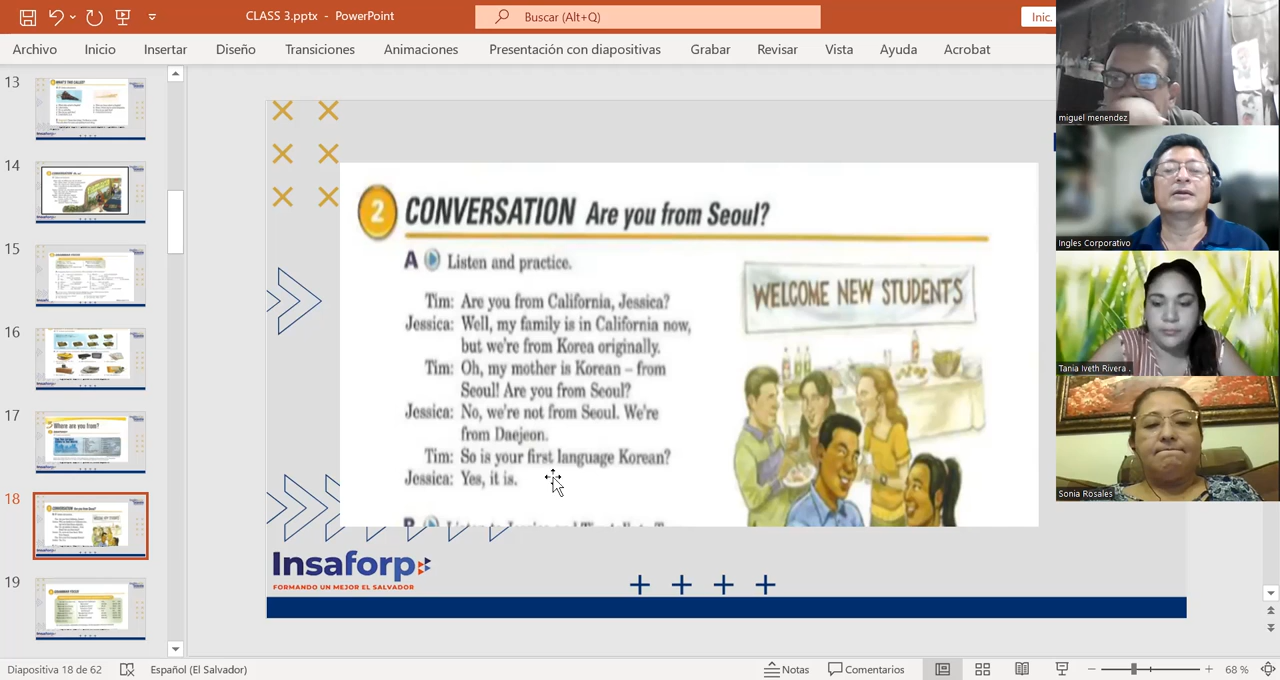 CLASS 3.pptx - PowerPoint
Buscar (Alt+Q)
Inic.
Archivo Inicio Insertar Diseño Transiciones Animaciones Presentación con diapositivas Grabar Revisar Vista Ayuda Acrobat
13
14
15
16
17
Where are you from?
18
19
2 CONVERSATION Are you from Seoul?
A Listen and practice.
Tim: Are you from California, Jessica?
Jessica: Well, my family is in California now,
but we're from Korea originally.
Tim: Oh, my mother is Korean – from
Seoul! Are you from Seoul?
Jessica: No, we're not from Seoul. We're
from Daejeon.
Tim: So is your first language Korean?
Jessica: Yes, it is.
WELCOME NEW STUDENTS
Insaforp
FORMANDO UN MEJOR EL SALVADOR
miguel menendez
Ingles Corporativo
Tania Iveth Rivera .
Sonia Rosales
Diapositiva 18 de 62 Español (El Salvador) Notas Comentarios 68 %